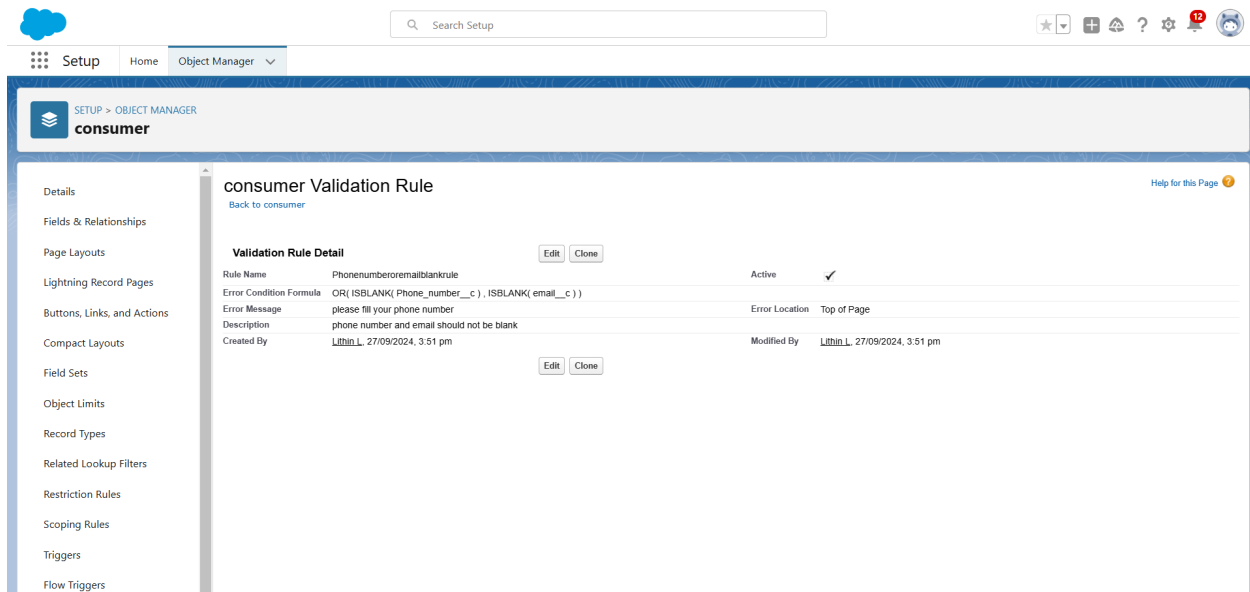 Search Setup
12
Setup
Home
Object Manager
SETUP > OBJECT MANAGER
consumer
Details
Fields & Relationships
Page Layouts
Lightning Record Pages
Buttons, Links, and Actions
Compact Layouts
Field Sets
Object Limits
Record Types
Related Lookup Filters
Restriction Rules
Scoping Rules
Triggers
Flow Triggers
consumer Validation Rule
Help for this Page ?
Back to consumer
Validation Rule Detail
Edit Clone
Rule Name Phonenumberoremailblankrule Active
Error Condition Formula OR( ISBLANK( Phone_number__c ) , ISBLANK( email__c ) )
Error Message please fill your phone number Error Location Top of Page
Description phone number and email should not be blank
Created By Lithin L, 27/09/2024, 3:51 pm Modified By Lithin L, 27/09/2024, 3:51 pm
Edit Clone